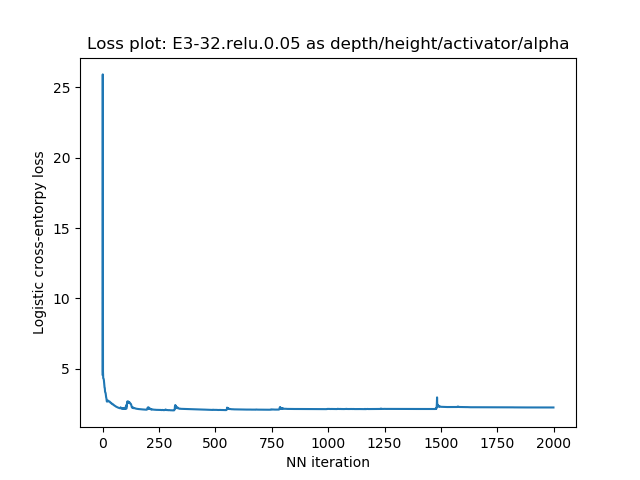 Loss plot: E3-32.relu.0.05 as depth/height/activator/alpha
25
20
15
10
5
Logistic cross-entorpy loss
0 250 500 750 1000 1250 1500 1750 2000
NN iteration